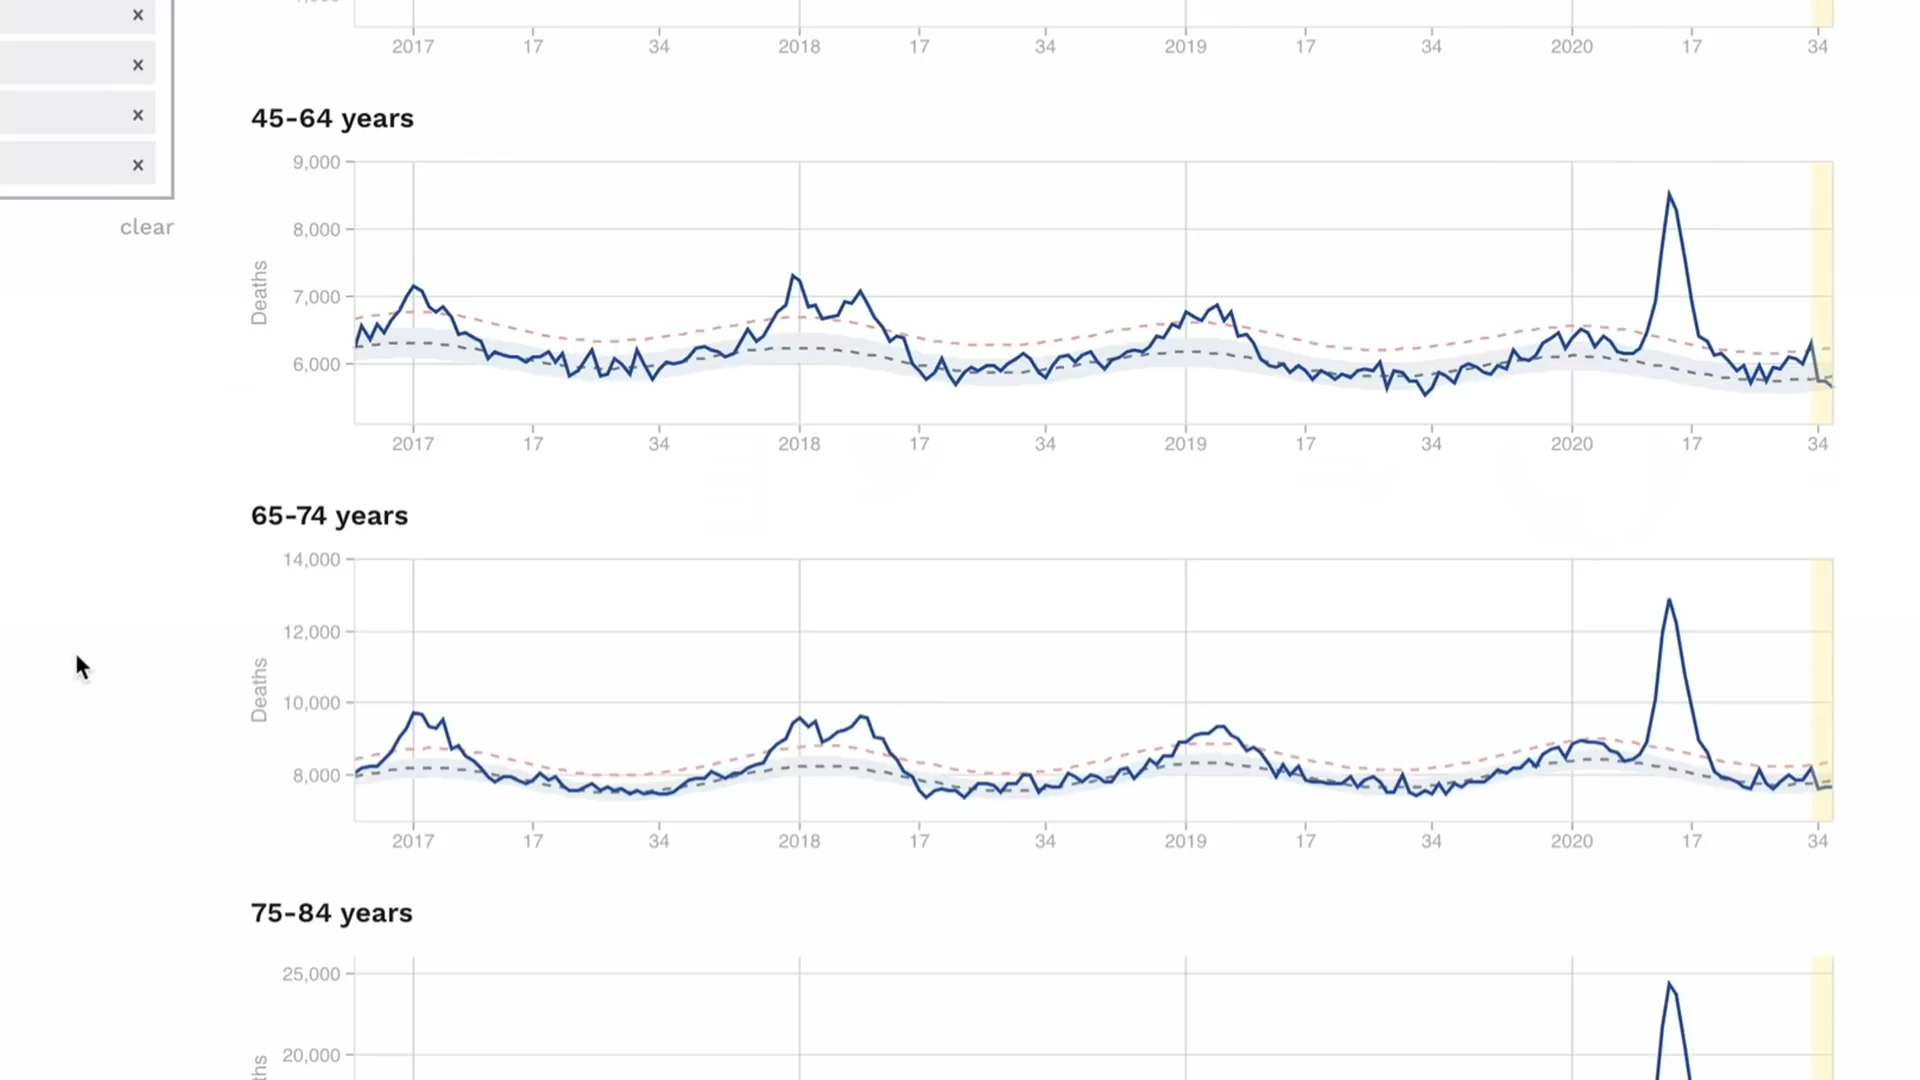 x
2017 17 34 2018 17 34 2019 17 34 2020 17 34
x
x
45-64 years
x
9,000
clear
8,000
Deaths
7,000
6,000
2017 17 34 2018 17 34 2019 17 34 2020 17 34
65-74 years
14,000
12,000
Deaths
10,000
8,000
2017 17 34 2018 17 34 2019 17 34 2020 17 34
75-84 years
25,000
20,000